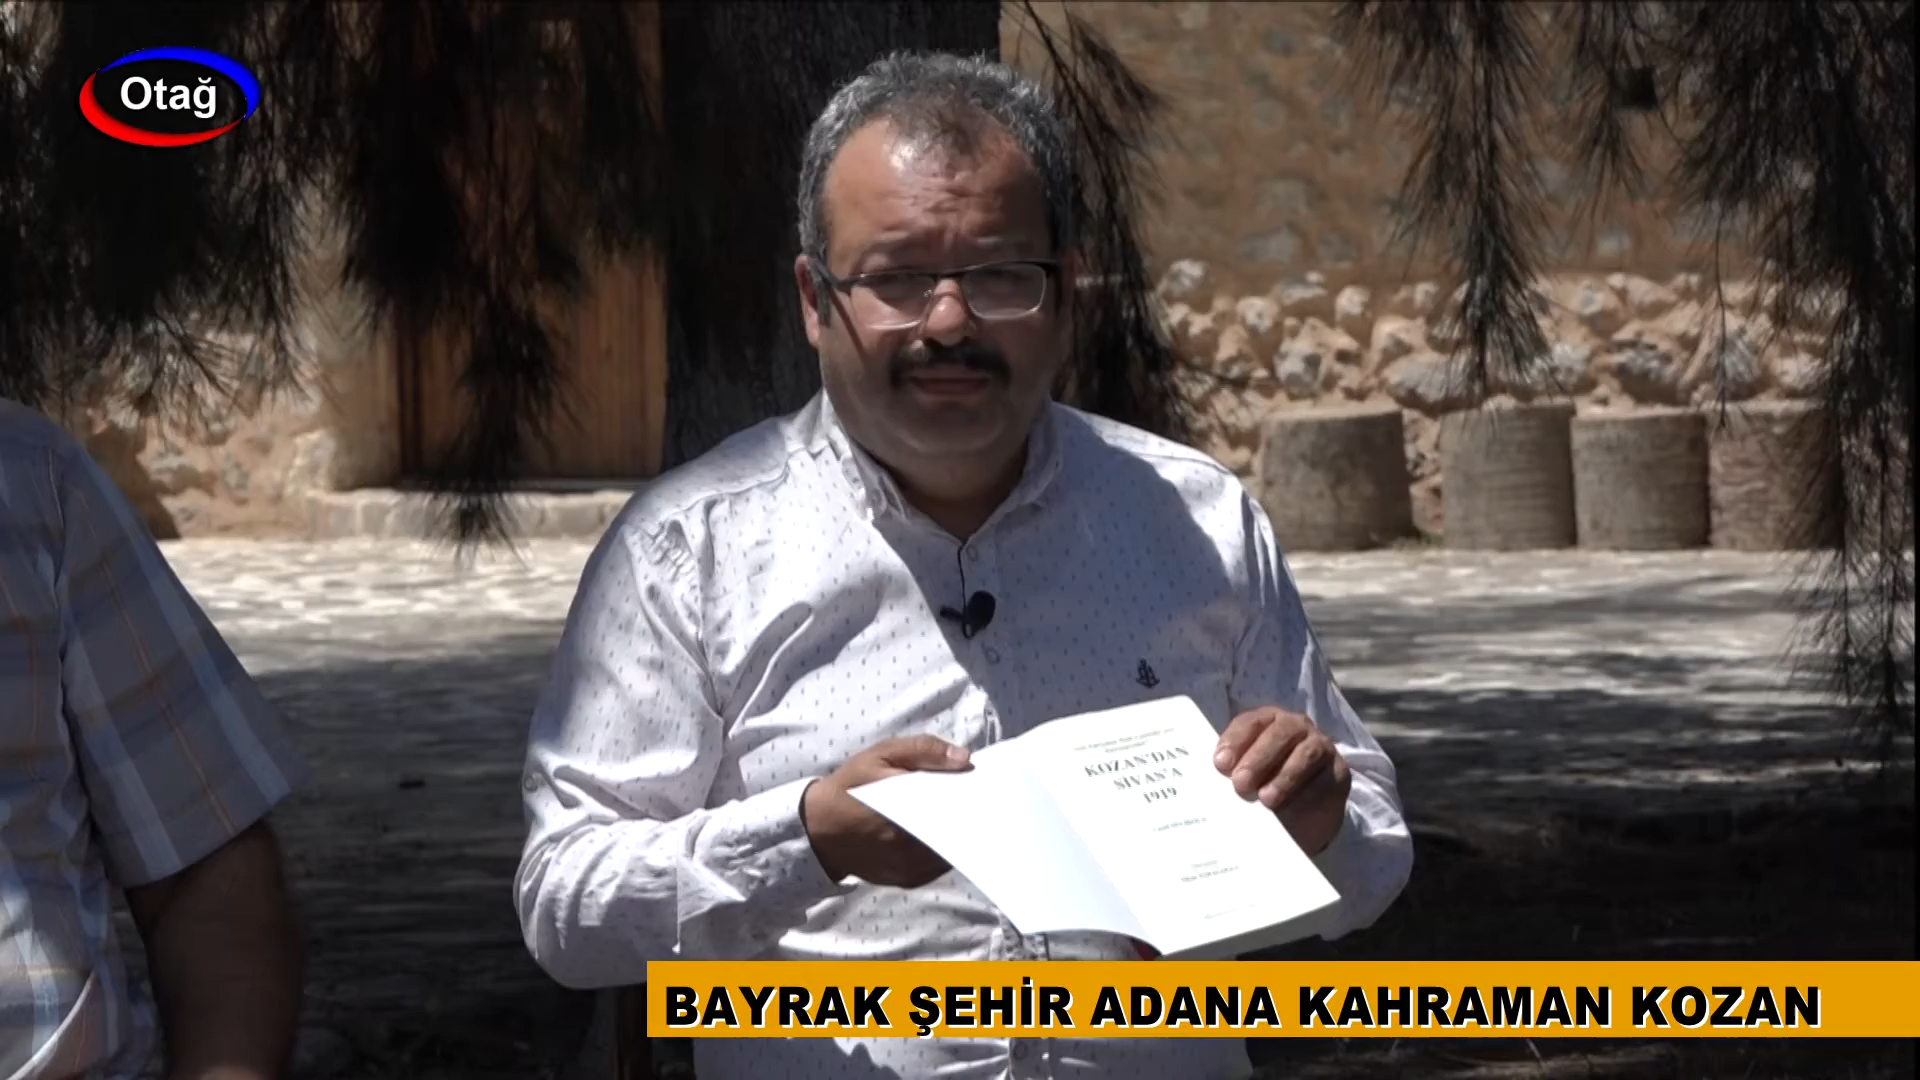 Otağ
KOZAN'DAN
SİVAS'A
1919
BAYRAK ŞEHİR ADANA KAHRAMAN KOZAN